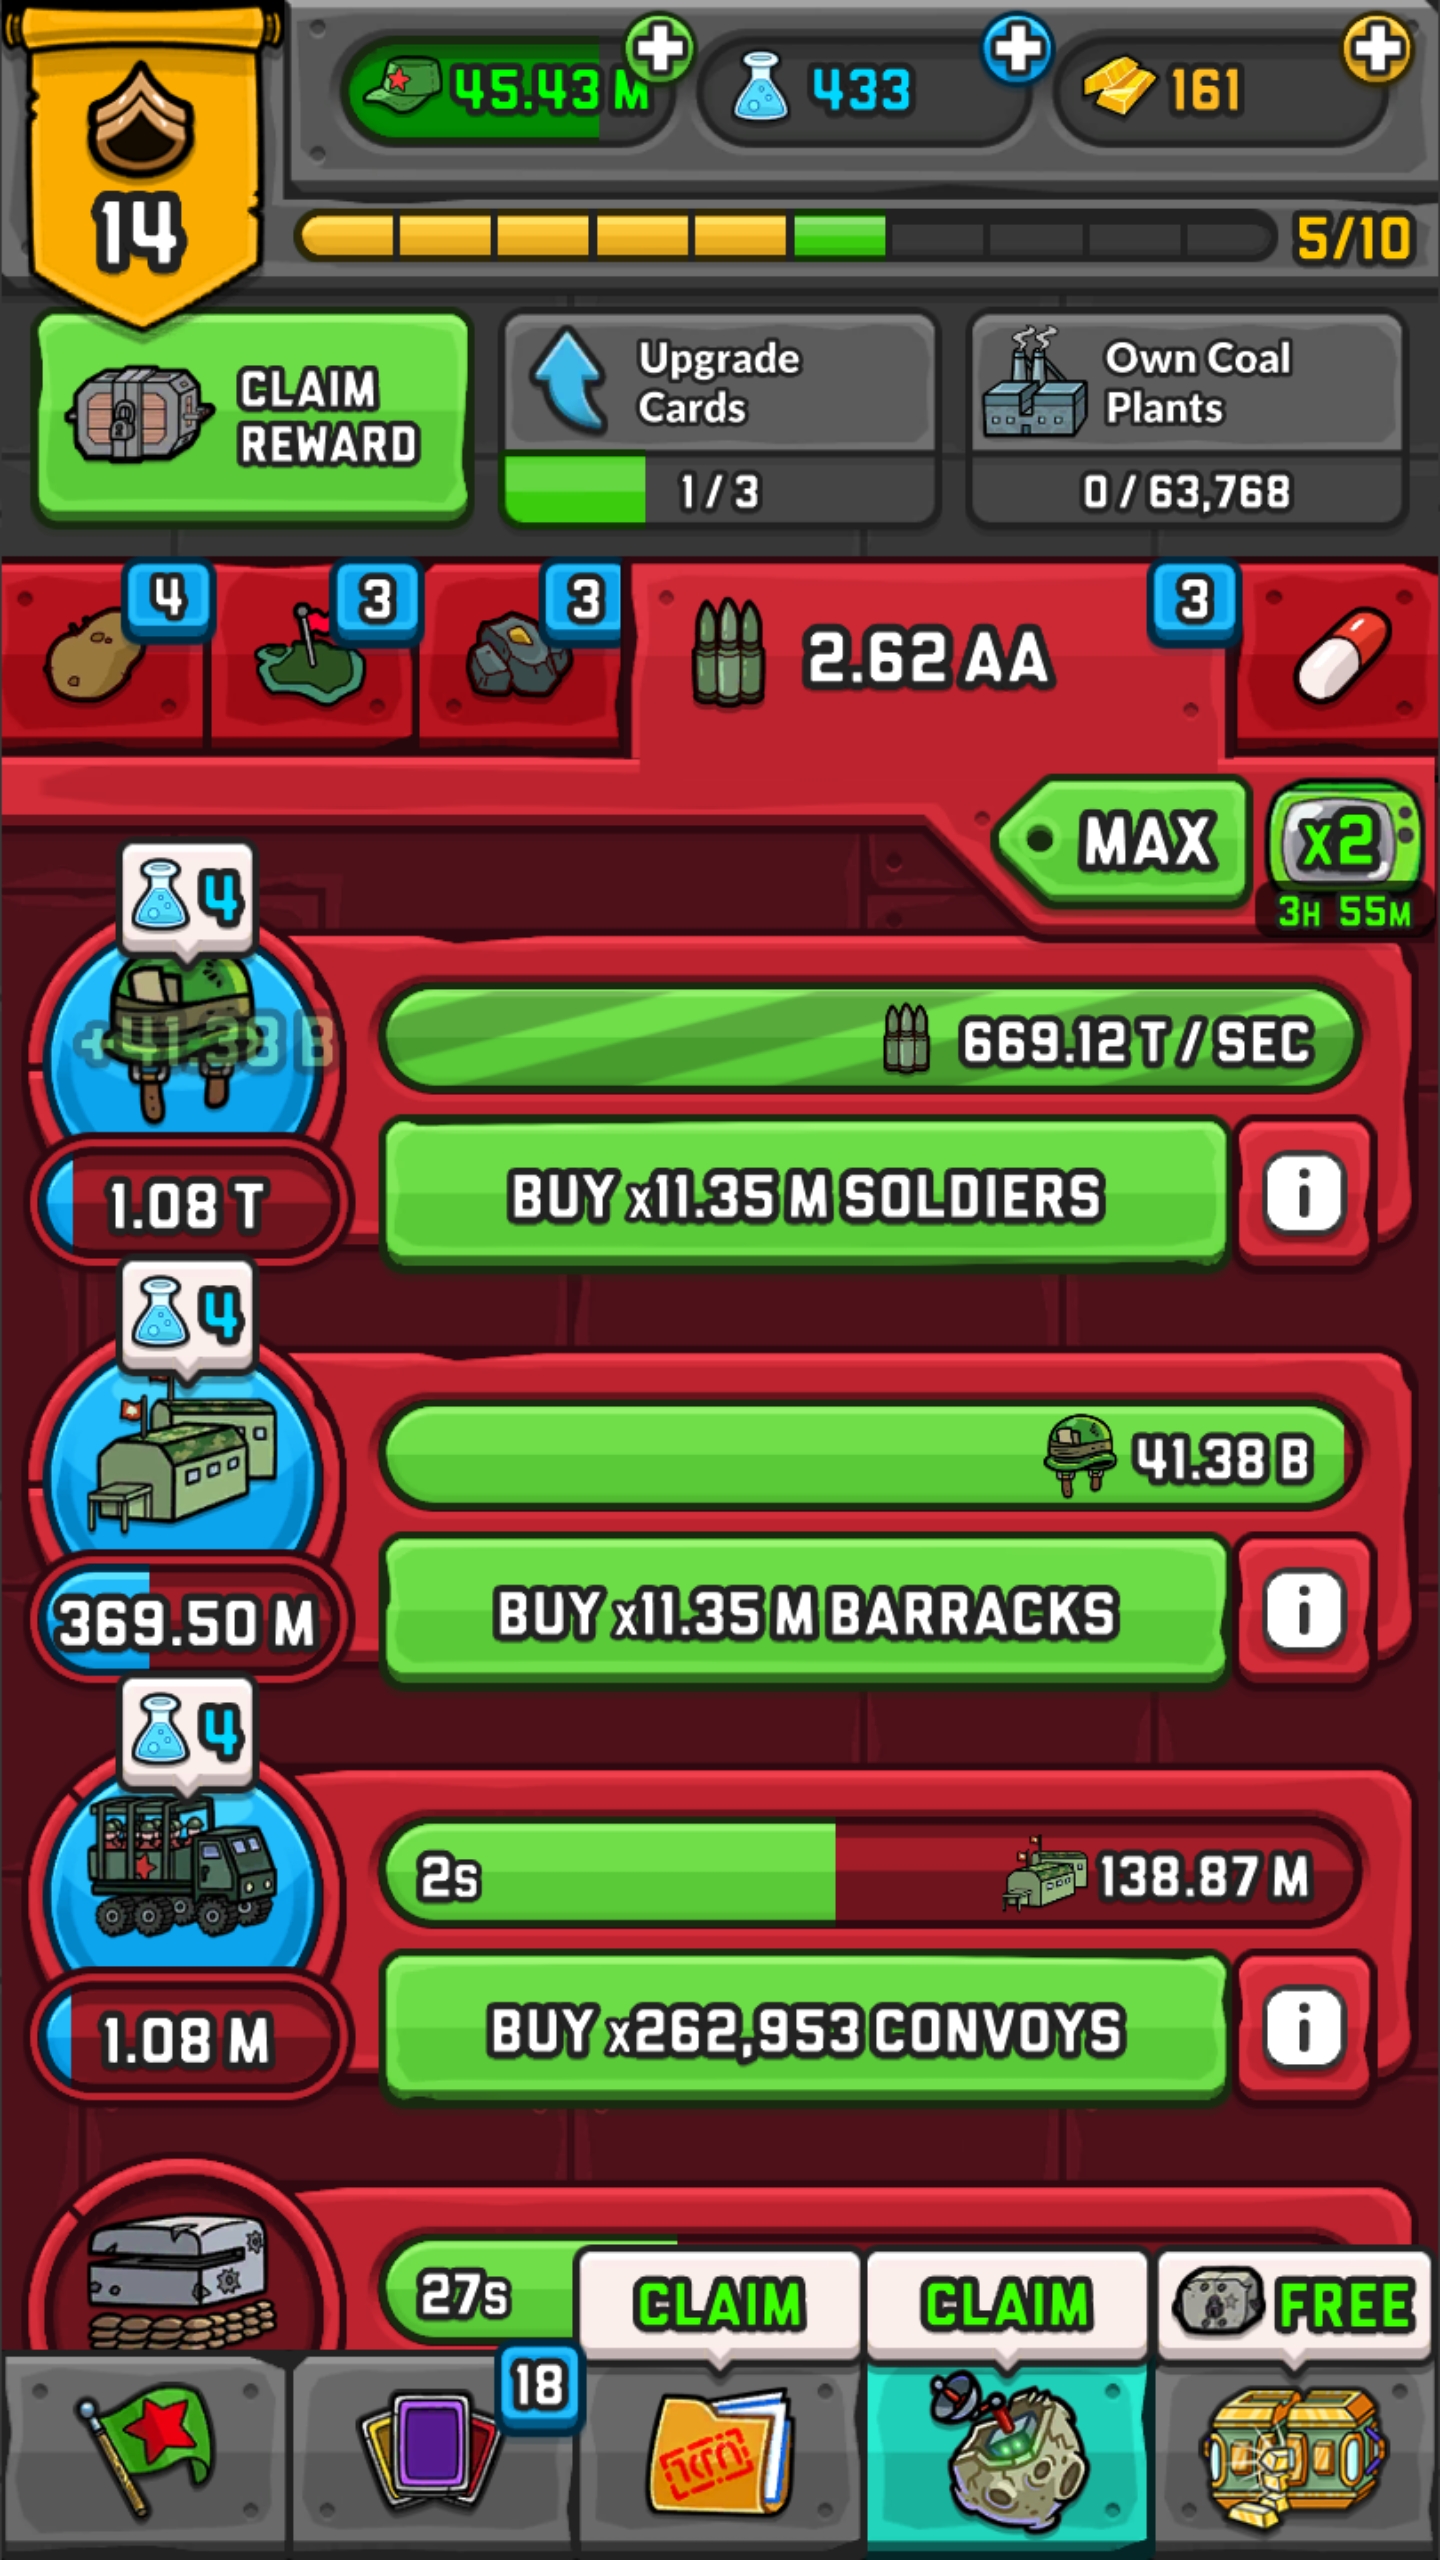 45.43 M
433
161
14
5/10
CLAIM
REWARD
Upgrade
Cards
1 / 3
Own Coal
Plants
0 / 63,768
4
3
3
2.62 AA
3
MAX
x2
3H 55M
4
+41.38 B
669.12 T / SEC
1.08 T
BUY x11.35 M SOLDIERS
i
4
41.38 B
369.50 M
BUY x11.35 M BARRACKS
i
4
2s
138.87 M
1.08 M
BUY x262,953 CONVOYS
i
27s
CLAIM
CLAIM
FREE
18